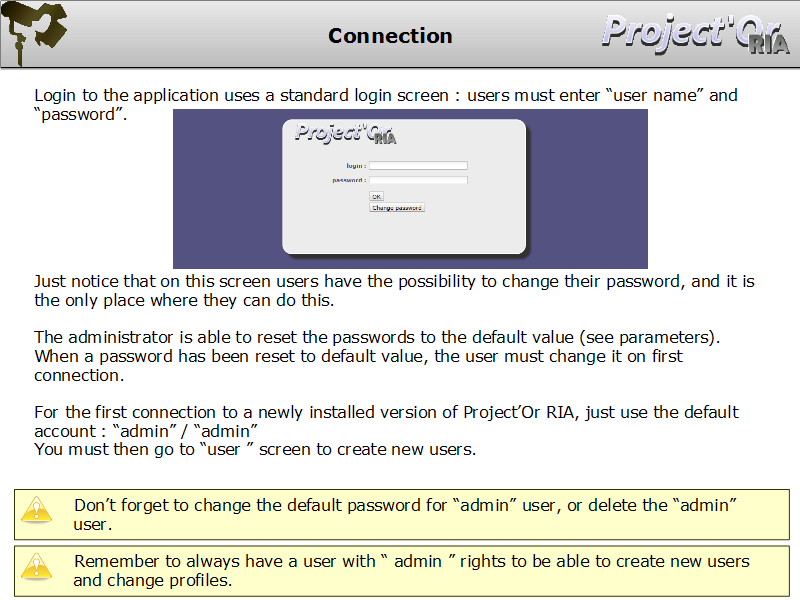 Connection
Project'Or
RIA
Login to the application uses a standard login screen : users must enter “user name” and
“password”.
Project'Or
RIA
login :
password :
OK
Change password
Just notice that on this screen users have the possibility to change their password, and it is
the only place where they can do this.
The administrator is able to reset the passwords to the default value (see parameters).
When a password has been reset to default value, the user must change it on first
connection.
For the first connection to a newly installed version of Project’Or RIA, just use the default
account : “admin” / “admin”
You must then go to “user ” screen to create new users.
Don’t forget to change the default password for “admin” user, or delete the “admin”
user.
Remember to always have a user with “ admin ” rights to be able to create new users
and change profiles.